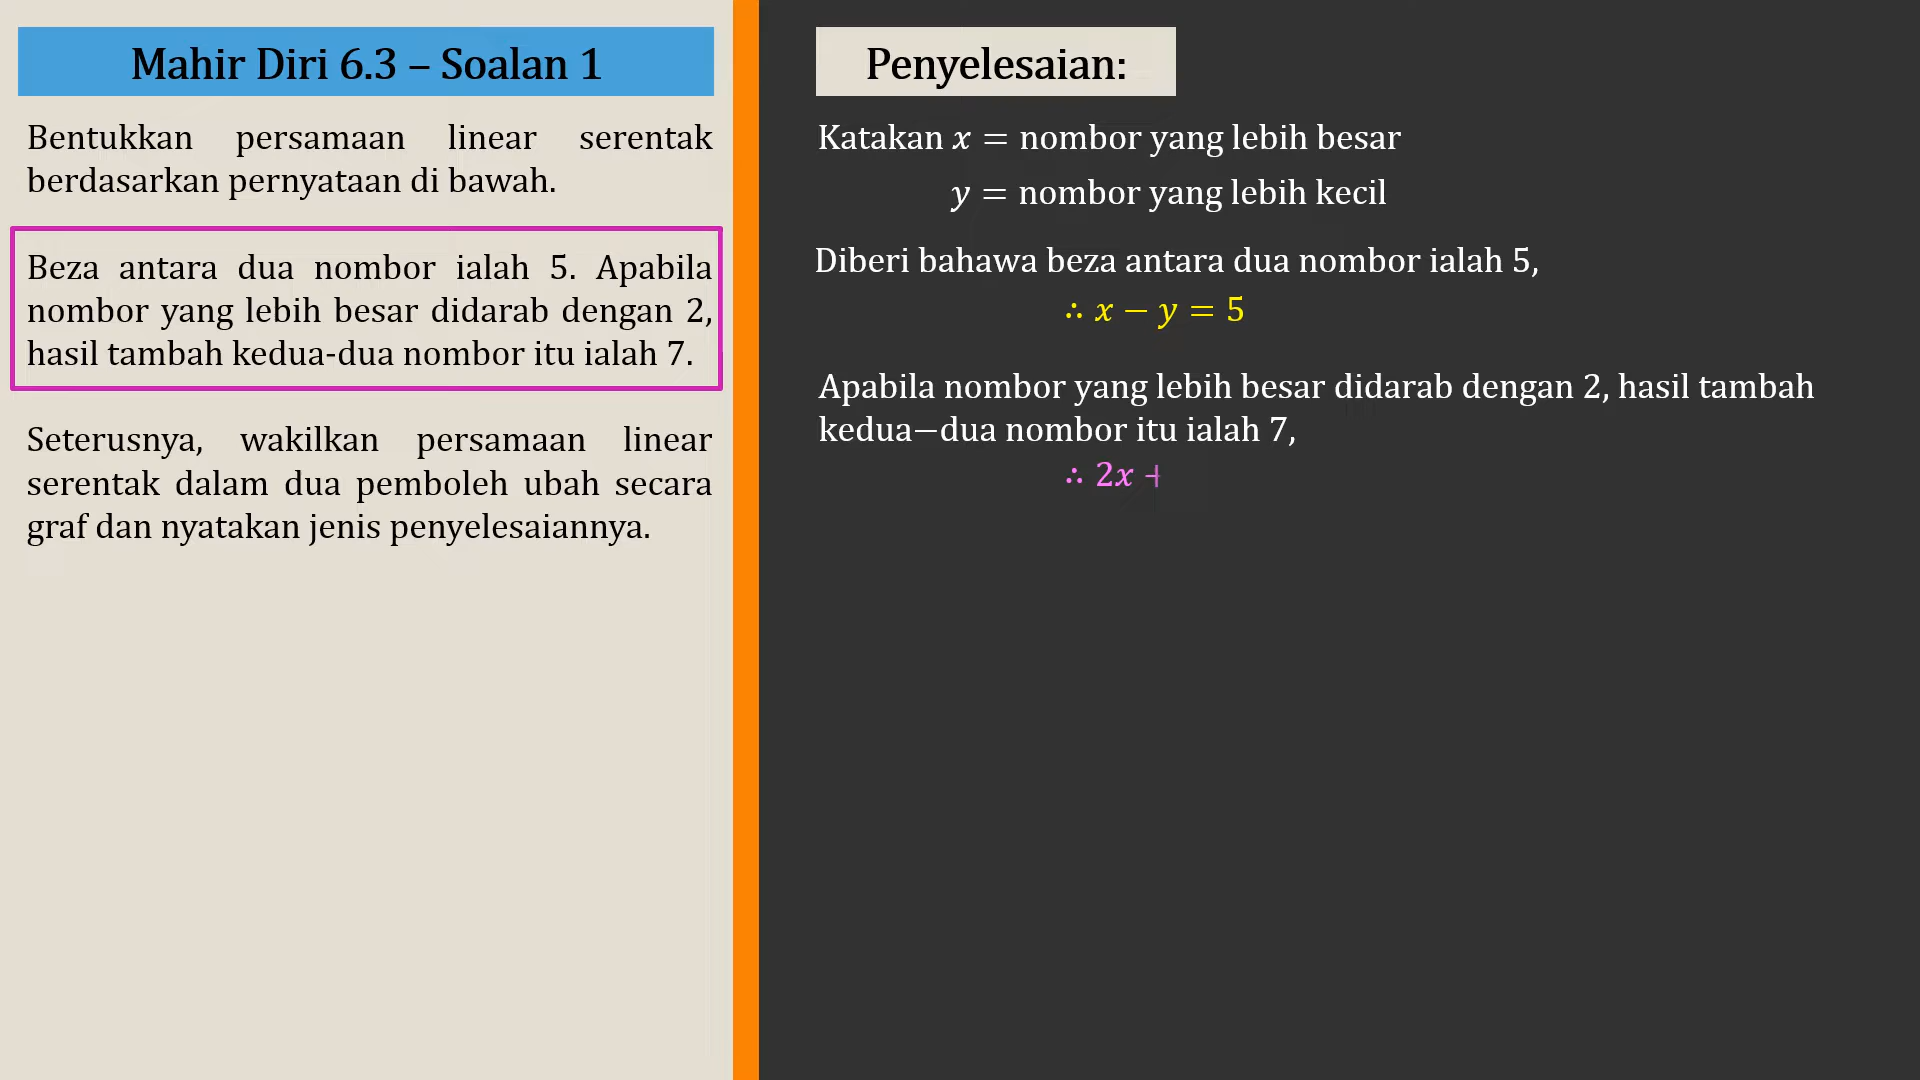 Mahir Diri 6.3 – Soalan 1
Bentukkan persamaan linear serentak
berdasarkan pernyataan di bawah.
Beza antara dua nombor ialah 5. Apabila
nombor yang lebih besar didarab dengan 2,
hasil tambah kedua-dua nombor itu ialah 7.
Seterusnya, wakilkan persamaan linear
serentak dalam dua pemboleh ubah secara
graf dan nyatakan jenis penyelesaiannya.
Penyelesaian:
Katakan x = nombor yang lebih besar
y = nombor yang lebih kecil
Diberi bahawa beza antara dua nombor ialah 5,
∴ x − y = 5
Apabila nombor yang lebih besar didarab dengan 2, hasil tambah
kedua−dua nombor itu ialah 7,
∴ 2x +